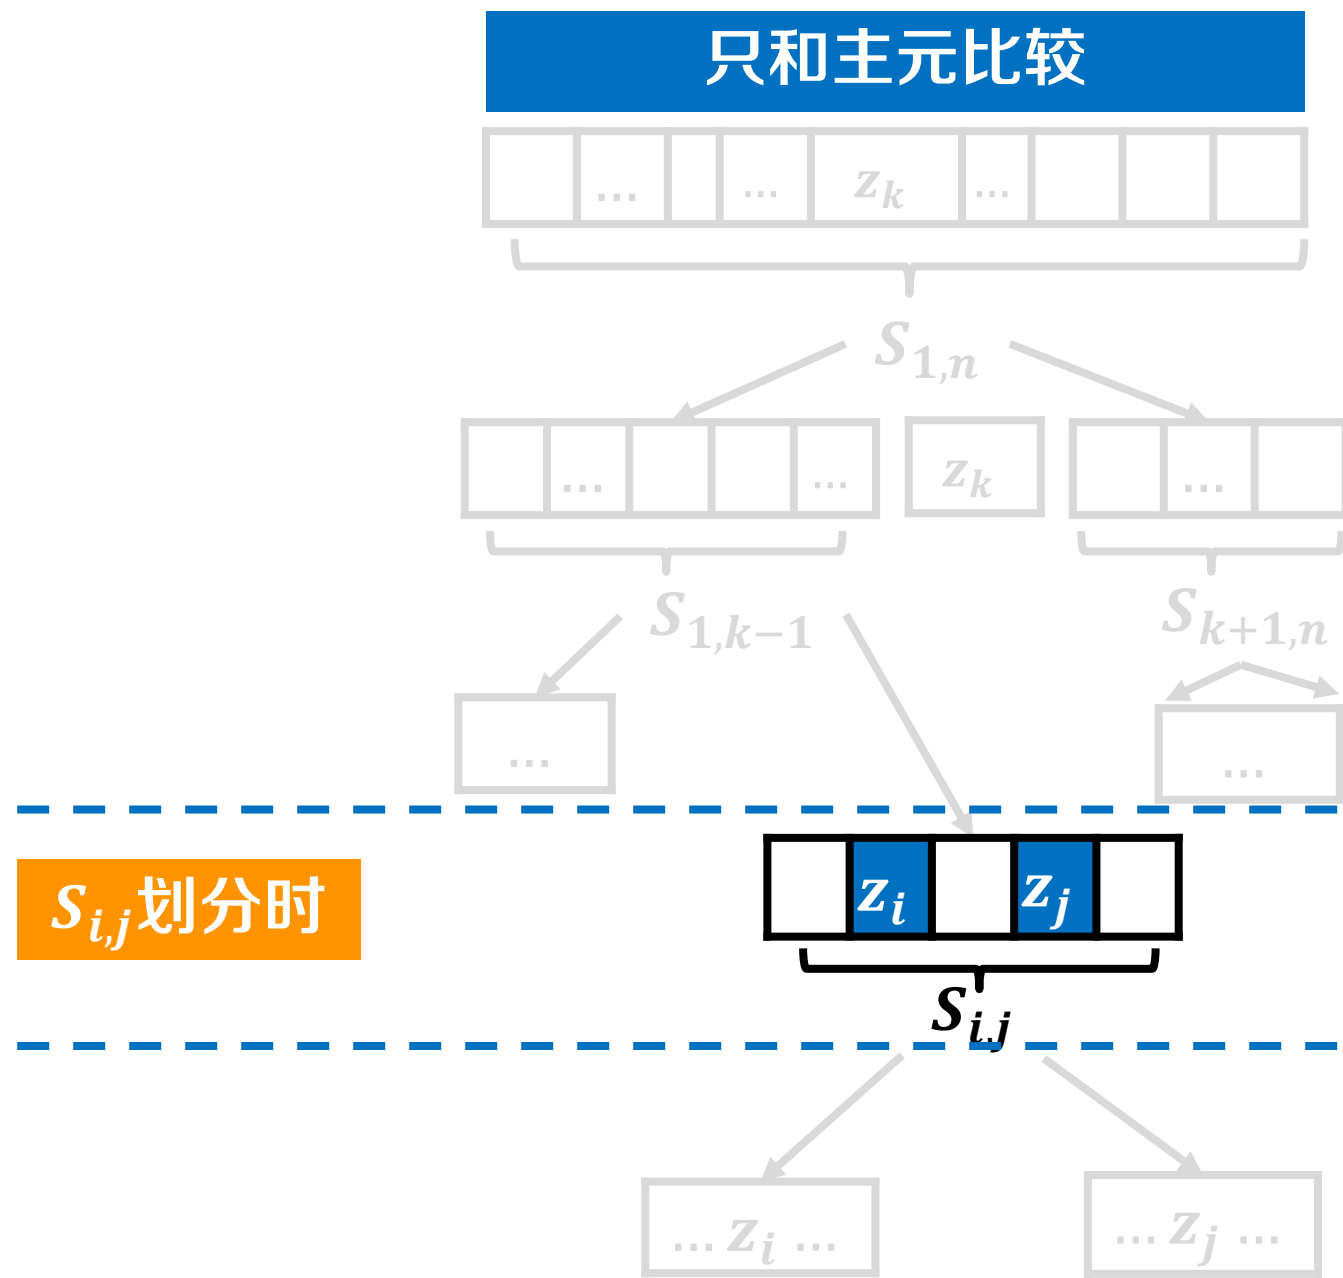 只和主元比较
... ... z_k ...
S_{1,n}
... ... z_k ...
S_{1,k-1} S_{k+1,n}
... ...
S_{i,j}划分时 z_i z_j
S_{i,j}
... z_i ... ... z_j ...